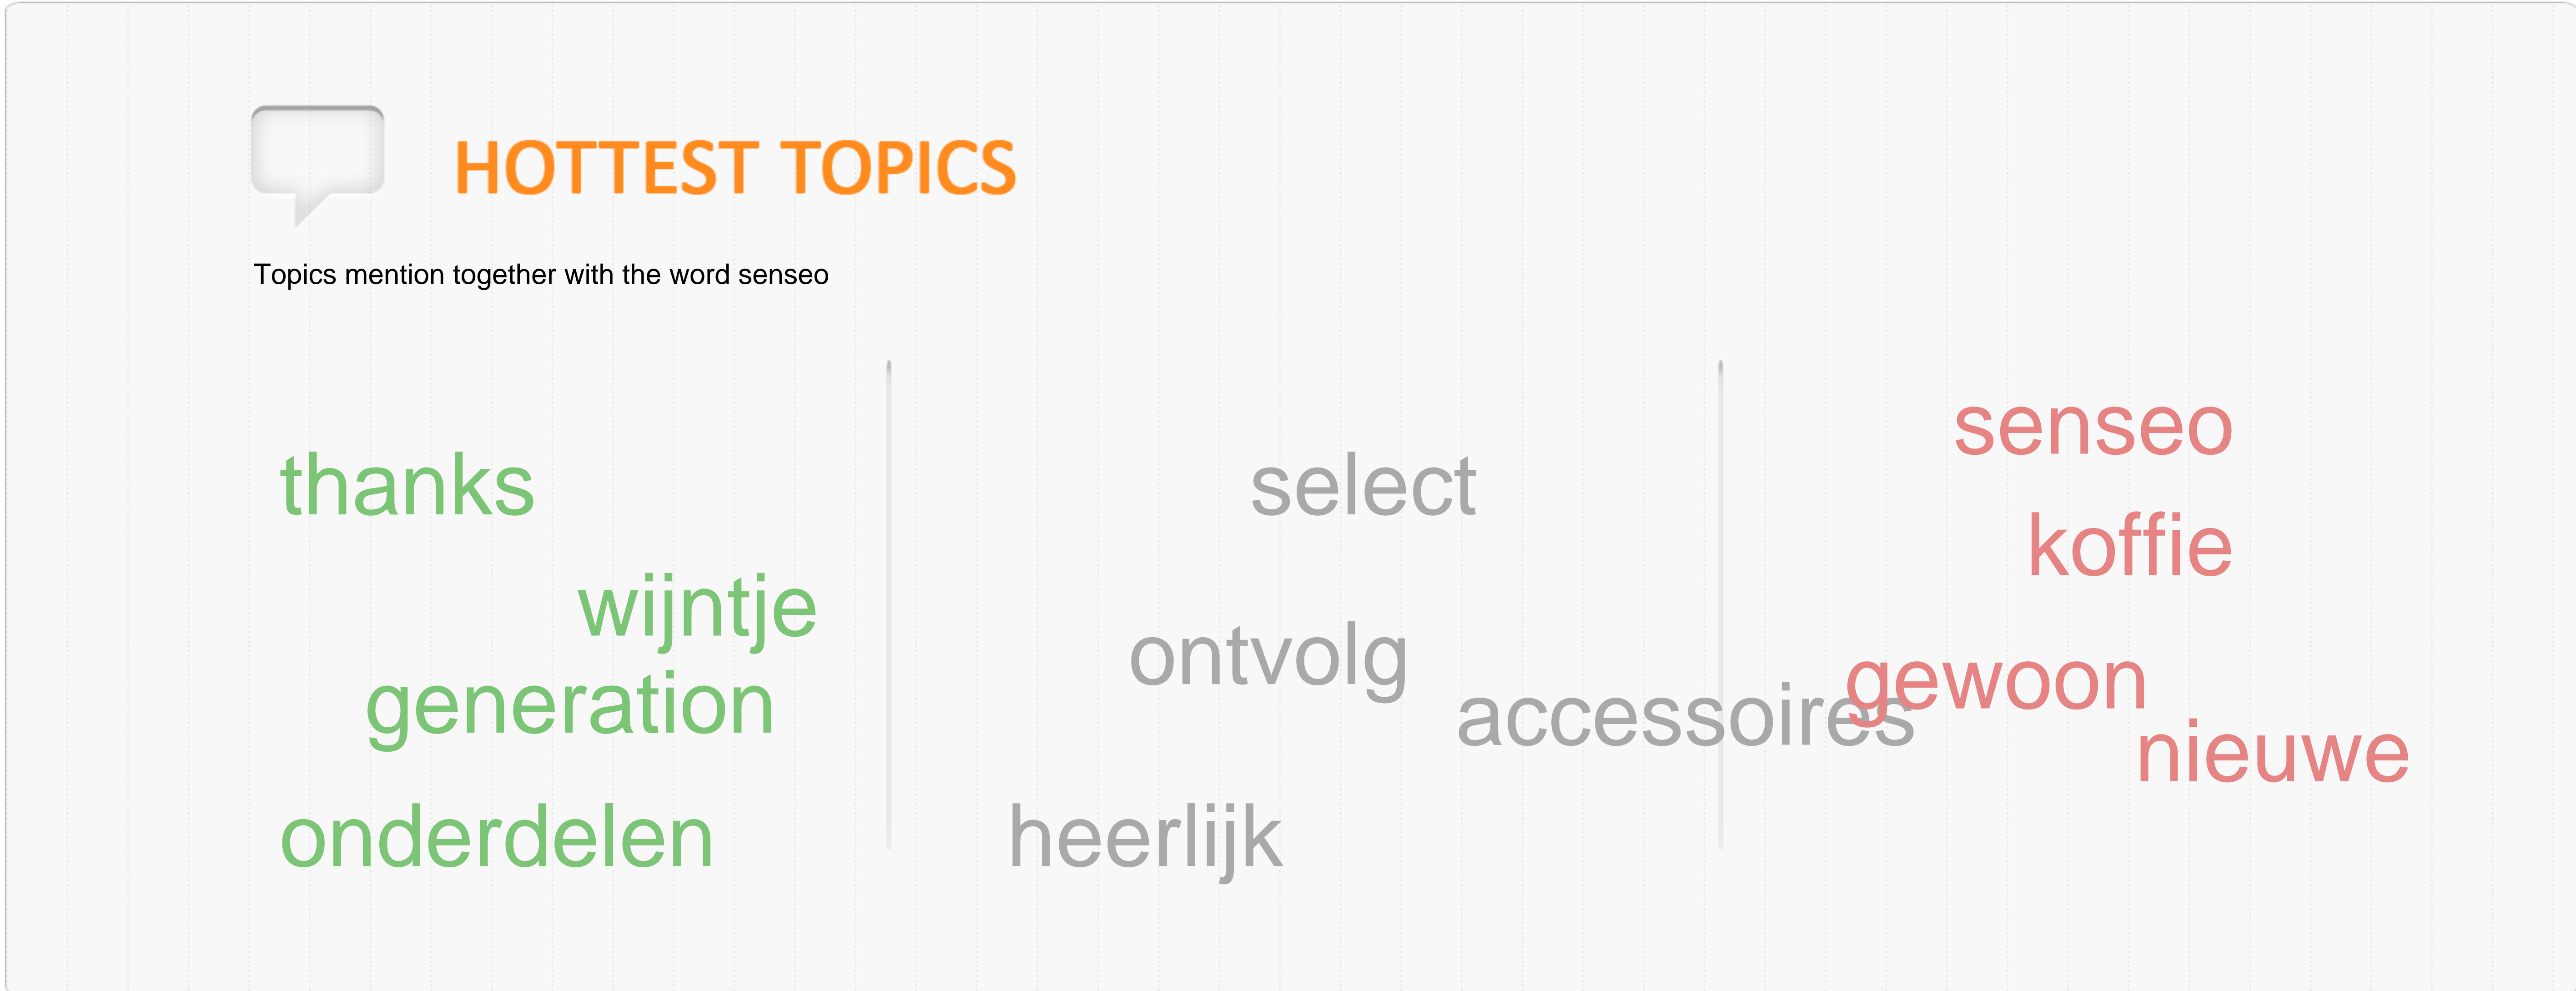 HOTTEST TOPICS
Topics mention together with the word senseo
thanks
wijntje
generation
onderdelen
select
ontvolg
accessoires
heerlijk
senseo
koffie
gewoon
nieuwe